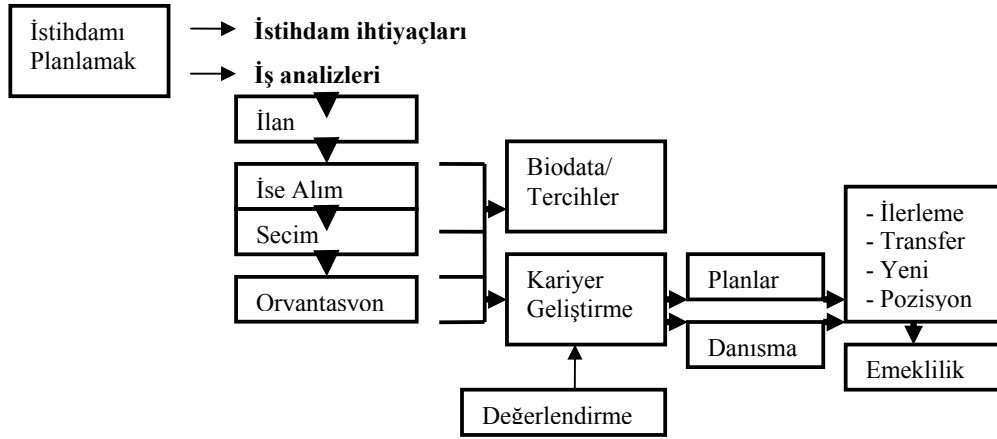 İstihdamı
Planlamak
İstihdam ihtiyaçları
İş analizleri
İlan
İse Alım
Secim
Orvantasvon
Biodata/
Tercihler
Kariyer
Geliştirme
Değerlendirme
Planlar
Danısma
- İlerleme
- Transfer
- Yeni
- Pozisyon
Emeklilik